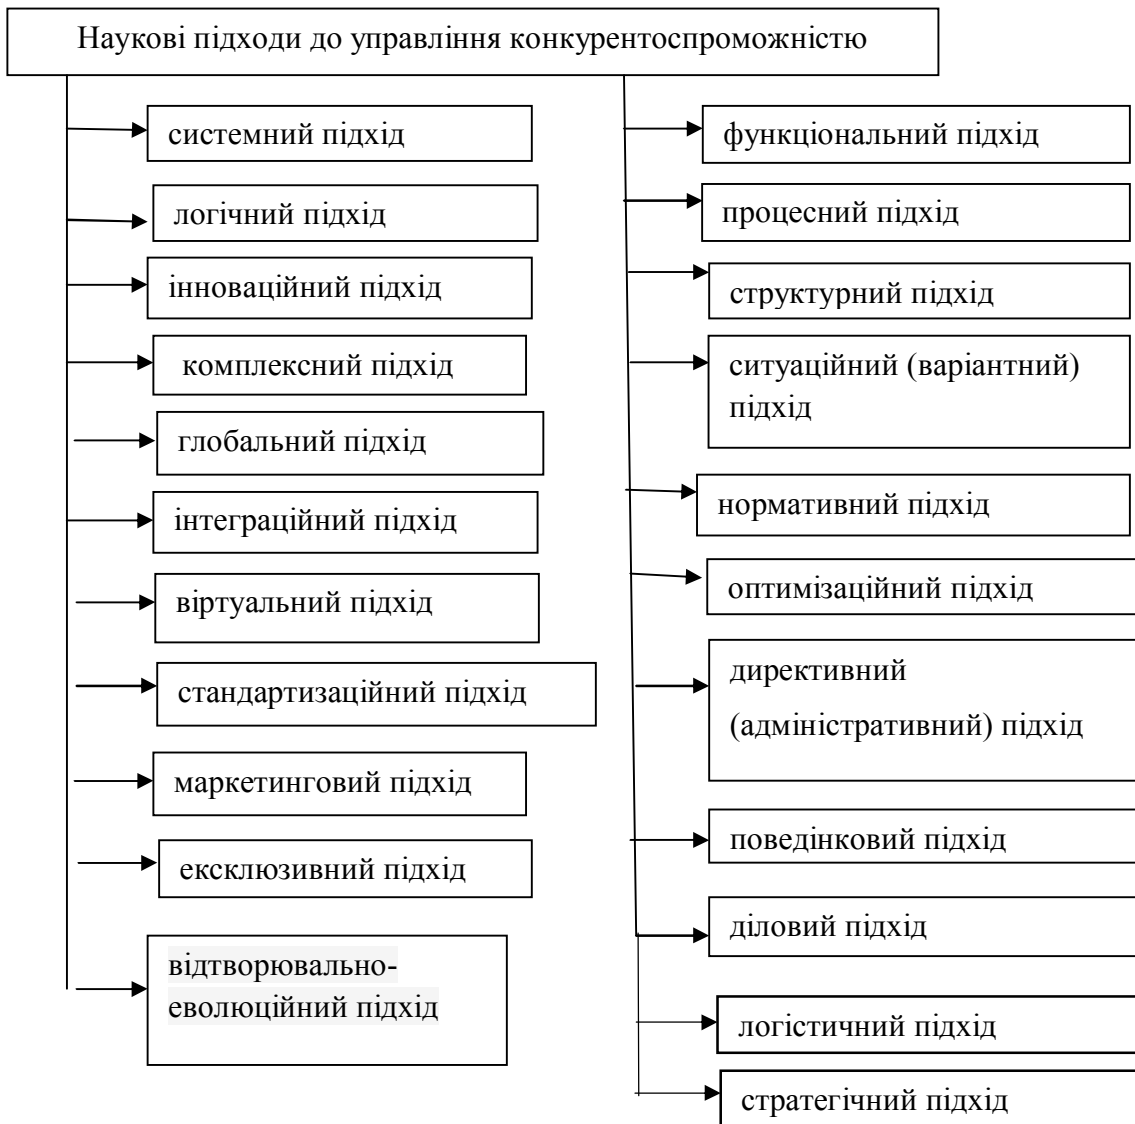 Наукові підходи до управління конкурентоспроможністю
системний підхід
логічний підхід
інноваційний підхід
комплексний підхід
глобальний підхід
інтеграційний підхід
віртуальний підхід
стандартизаційний підхід
маркетинговий підхід
ексклюзивний підхід
відтворювально-
еволюційний підхід
функціональний підхід
процесний підхід
структурний підхід
ситуаційний (варіантний)
підхід
нормативний підхід
оптимізаційний підхід
директивний
(адміністративний) підхід
поведінковий підхід
діловий підхід
логістичний підхід
стратегічний підхід